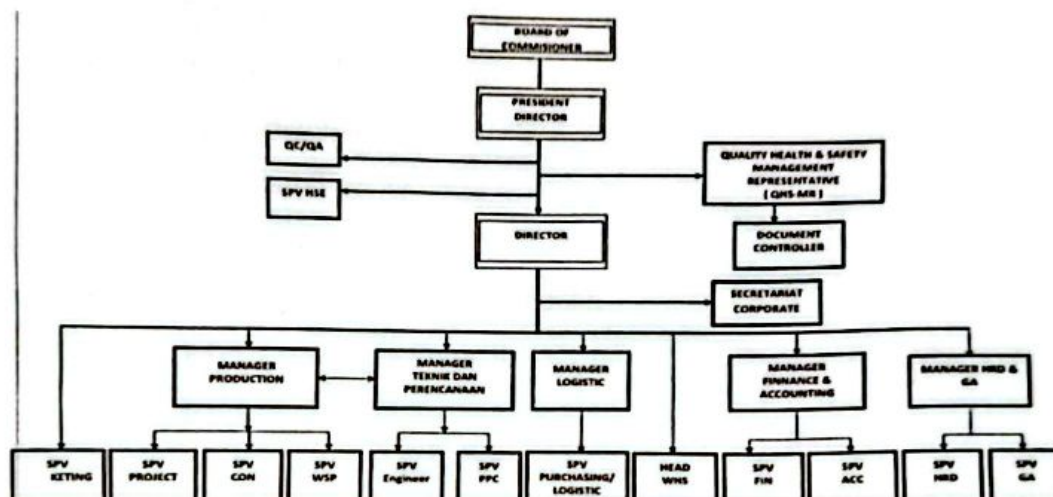 BOARD OF
COMMISIONER
PRESIDENT
DIRECTOR
QC/QA
QUALITY HEALTH & SAFETY
MANAGEMENT
REPRESENTATIVE
( QHS-MR )
SPV HSE
DIRECTOR
DOCUMENT
CONTROLLER
SECRETARIAT
CORPORATE
MANAGER
PRODUCTION
MANAGER
TEKNIK DAN
PERENCANAAN
MANAGER
LOGISTIC
MANAGER
FINNANCE &
ACCOUNTING
MANAGER HRD &
GA
SPV
KETING
SPV
PROJECT
SPV
CON
SPV
WSP
SPV
Engineer
SPV
PPC
SPV
PURCHASING/
LOGISTIC
HEAD
WHS
SPV
FIN
SPV
ACC
SPV
HRD
SPV
GA